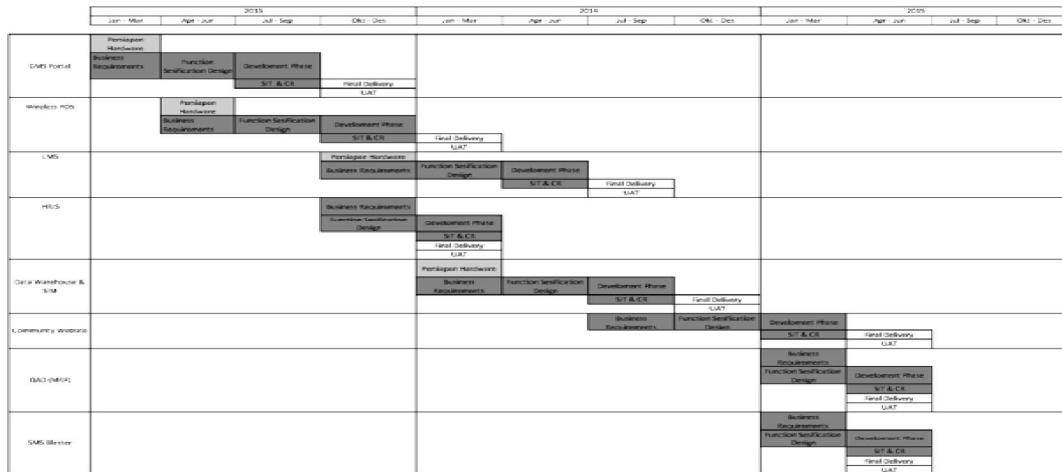 2013 2014 2015
Jan - Mar Apr - Jun Jul - Sep Okt - Des Jan - Mar Apr - Jun Jul - Sep Okt - Des Jan - Mar Apr - Jun Jul - Sep Okt - Des
CMS Portal
Hardware
Business
Requirements
Function
Sesification Design
Development Phase
SIT & CR
Final Delivery
UAT
Wireless POS
Hardware
Business
Requirements
Function Sesification
Design
Development Phase
SIT & CR
Final Delivery
UAT
LMS
Hardware
Business Requirements
Function Sesification
Design
Development Phase
SIT & CR
Final Delivery
UAT
HRIS
Business Requirements
Function Sesification
Design
Development Phase
SIT & CR
Final Delivery
UAT
Data Warehouse &
Hardware
Business
Requirements
Function Sesification
Design
Development Phase
SIT & CR
Final Delivery
UAT
Community Website
Business
Requirements
Function Sesification
Design
Development Phase
SIT & CR
Final Delivery
UAT
Business
Requirements
Function Sesification
Design
Development Phase
SIT & CR
Final Delivery
UAT
SMS Blaster
Business
Requirements
Function Sesification
Design
Development Phase
SIT & CR
Final Delivery
UAT